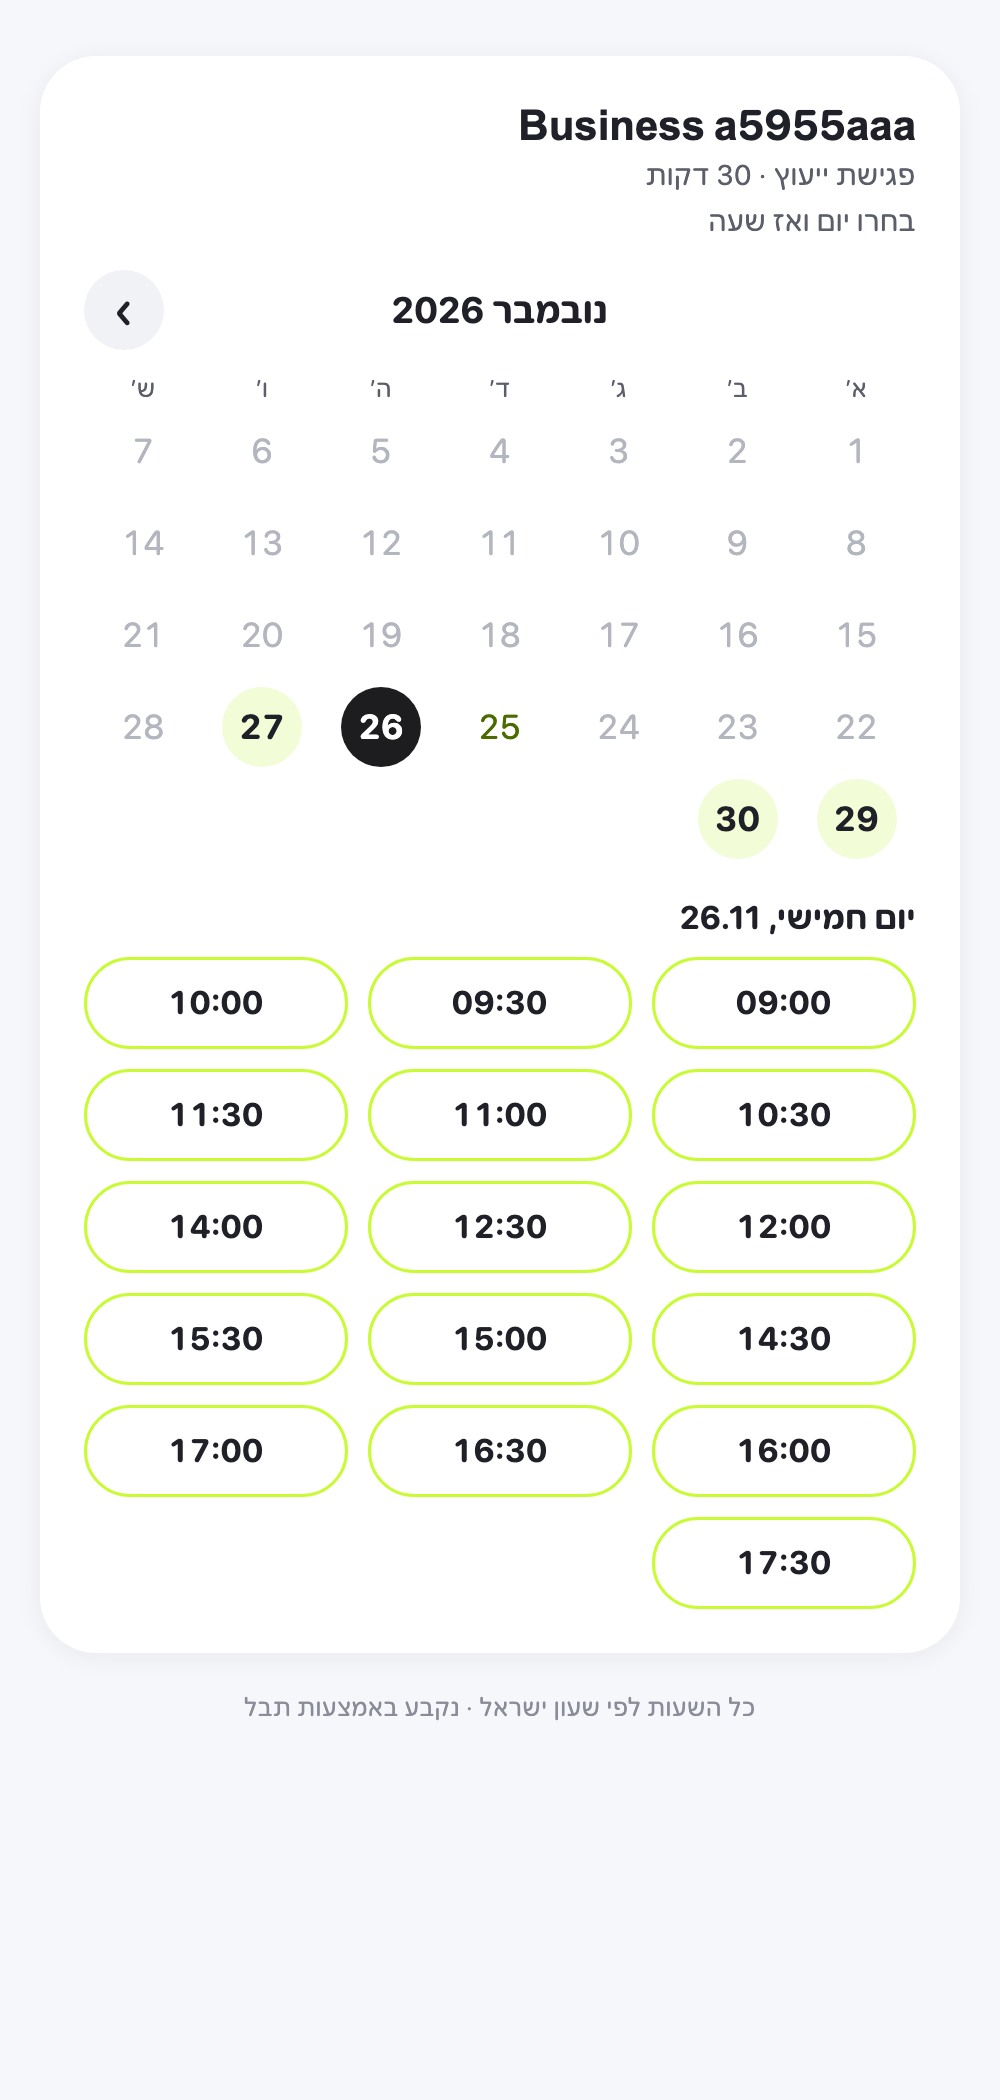 Business a5955aaa
פגישת ייעוץ · 30 דקות
בחרו יום ואז שעה
נובמבר 2026 ‹
א׳ ב׳ ג׳ ד׳ ה׳ ו׳ ש׳
1 2 3 4 5 6 7
8 9 10 11 12 13 14
15 16 17 18 19 20 21
22 23 24 25 26 27 28
29 30
יום חמישי, 26.11
09:00 09:30 10:00
10:30 11:00 11:30
12:00 12:30 14:00
14:30 15:00 15:30
16:00 16:30 17:00
17:30
כל השעות לפי שעון ישראל · נקבע באמצעות תבל